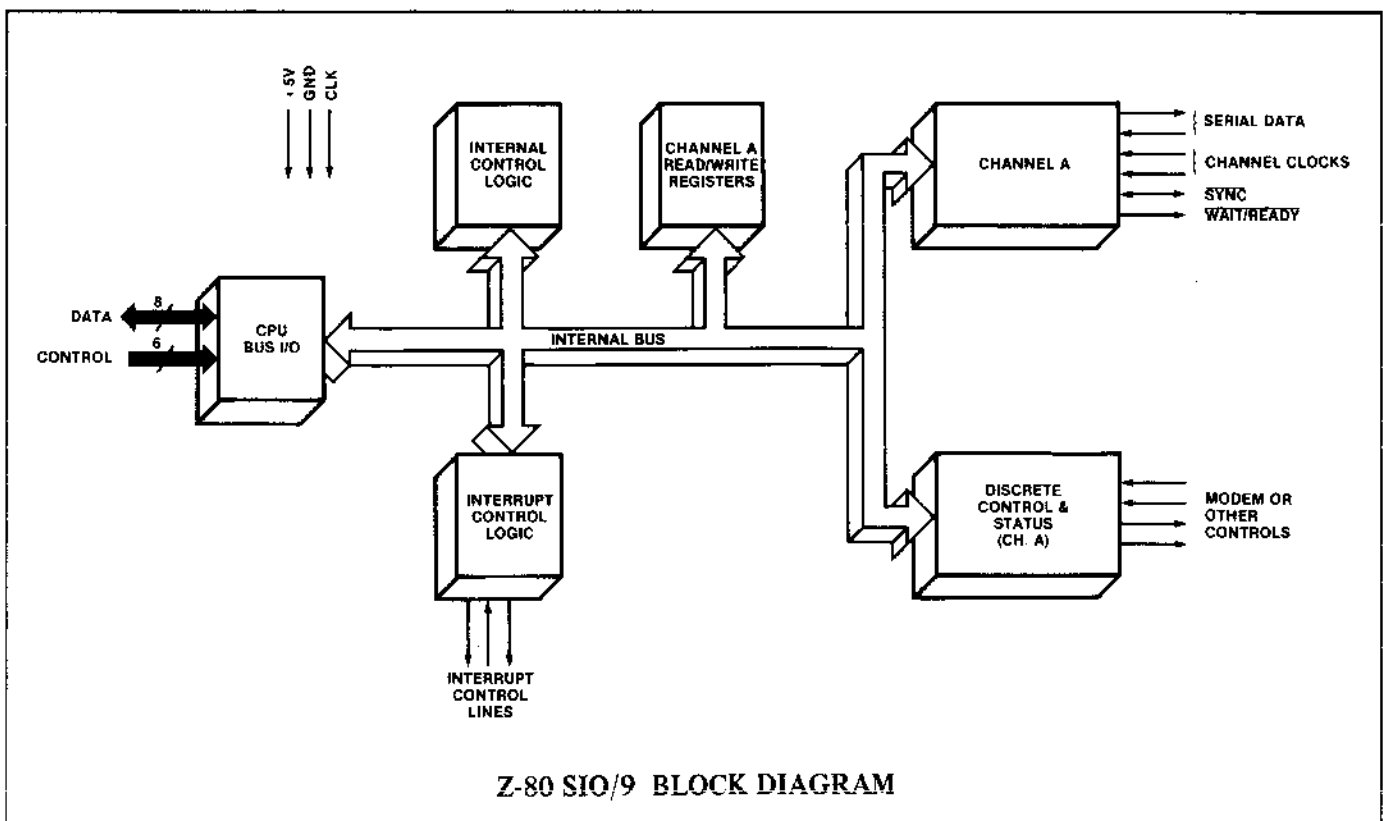 +5V
GND
CLK
INTERNAL
CONTROL
LOGIC
CHANNEL A
READ/WRITE
REGISTERS
CHANNEL A
SERIAL DATA
CHANNEL CLOCKS
SYNC
WAIT/READY
DATA
8
CONTROL
6
CPU
BUS I/O
INTERNAL BUS
INTERRUPT
CONTROL
LOGIC
INTERRUPT
CONTROL
LINES
DISCRETE
CONTROL &
STATUS
(CH. A)
MODEM OR
OTHER
CONTROLS
Z-80 SIO/9 BLOCK DIAGRAM